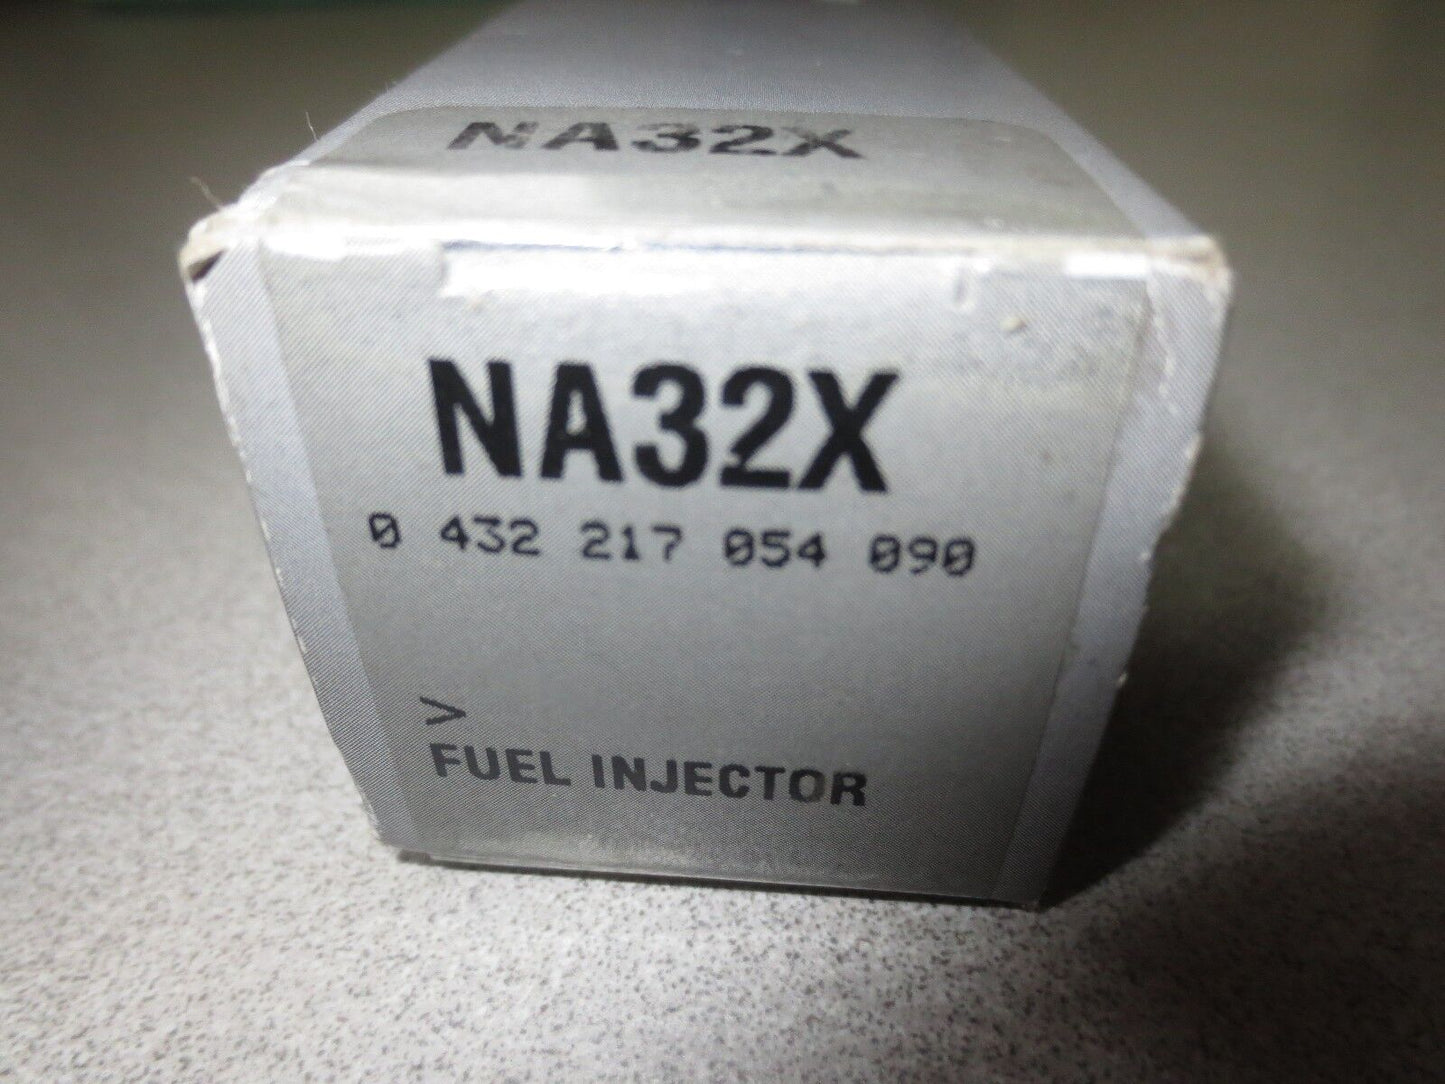 NA32X
NA32X
0 432 217 054 090
>
FUEL INJECTOR